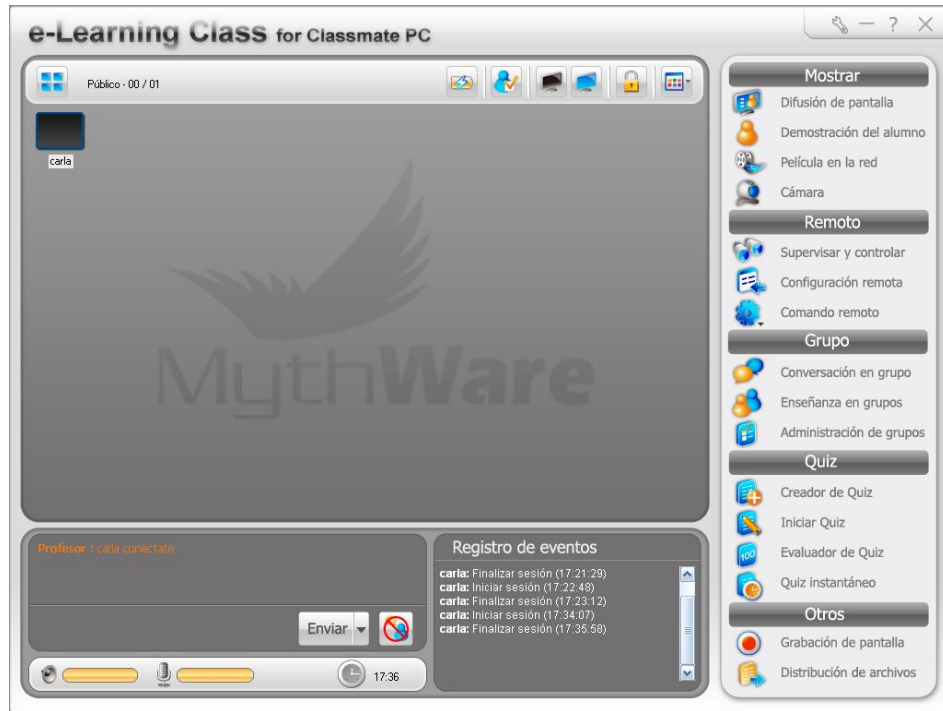 e-Learning Class for Classmate PC
Público - 00 / 01
carla
MythWare
Profesor : carla conectate
Enviar
17:36
Registro de eventos
carla: Finalizar sesión (17:21:29)
carla: Iniciar sesión (17:22:48)
carla: Finalizar sesión (17:23:12)
carla: Iniciar sesión (17:34:07)
carla: Finalizar sesión (17:35:58)
Mostrar
Difusión de pantalla
Demostración del alumno
Película en la red
Cámara
Remoto
Supervisar y controlar
Configuración remota
Comando remoto
Grupo
Conversación en grupo
Enseñanza en grupos
Administración de grupos
Quiz
Creador de Quiz
Iniciar Quiz
100
Evaluador de Quiz
Quiz instantáneo
Otros
Grabación de pantalla
Distribución de archivos